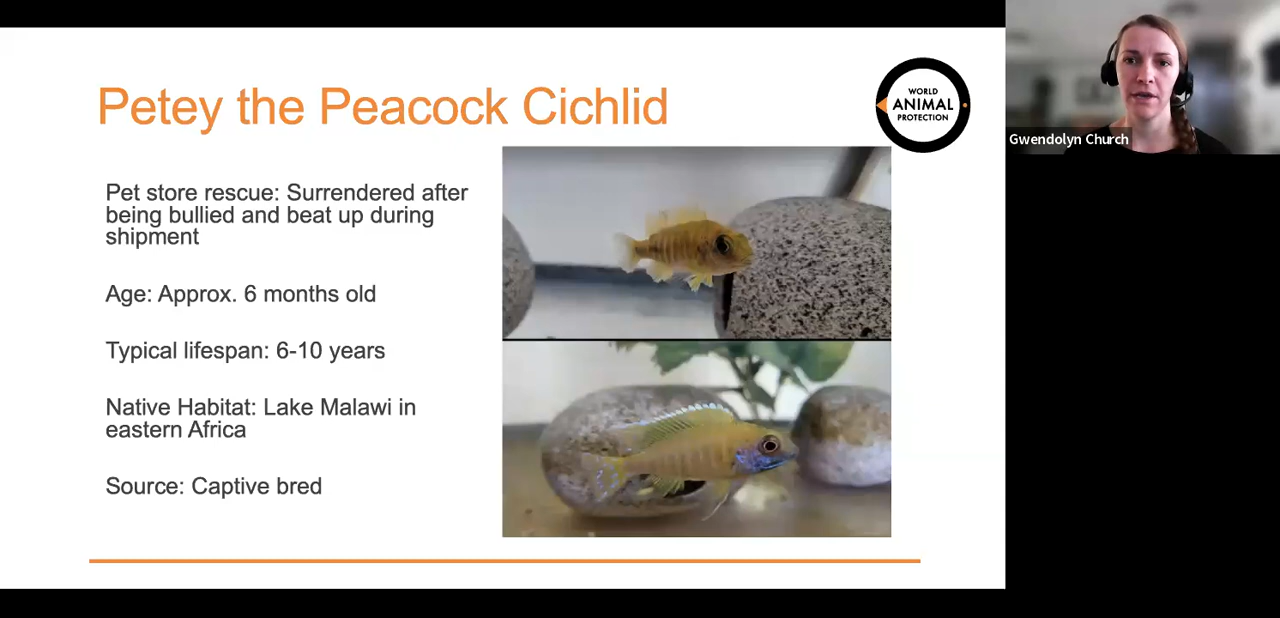 Petey the Peacock Cichlid
WORLD
ANIMAL
PROTECTION
Gwendolyn Church
Pet store rescue: Surrendered after
being bullied and beat up during
shipment
Age: Approx. 6 months old
Typical lifespan: 6-10 years
Native Habitat: Lake Malawi in
eastern Africa
Source: Captive bred